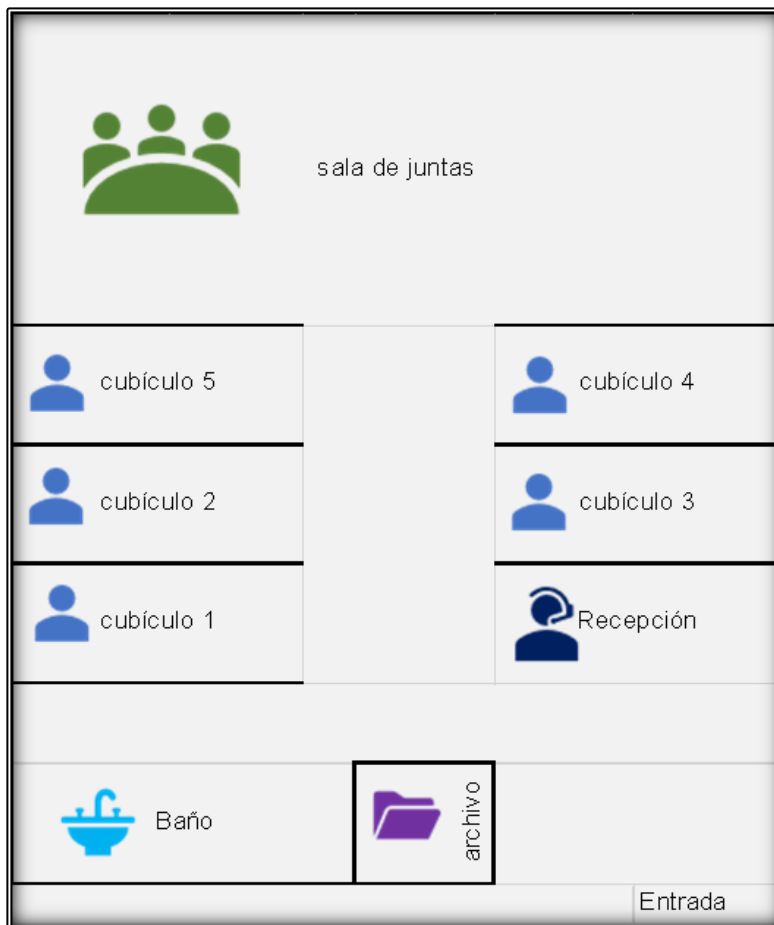 sala de juntas
cubículo 5
cubículo 4
cubículo 2
cubículo 3
cubículo 1
Recepción
Baño
archivo
Entrada